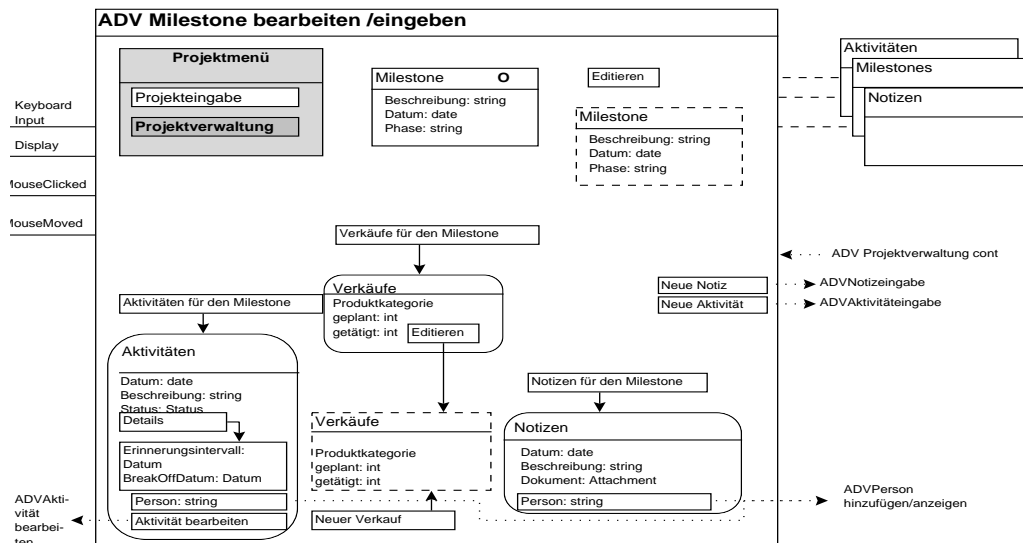 ADV Milestone bearbeiten /eingeben
Projektmenü
Projekteingabe
Projektverwaltung
Milestone O
Beschreibung: string
Datum: date
Phase: string
Editieren
Milestone
Beschreibung: string
Datum: date
Phase: string
Aktivitäten
Milestones
Notizen
Keyboard
Input
Display
MouseClicked
MouseMoved
Verkäufe für den Milestone
Verkäufe
Produktkategorie
geplant: int
getätigt: int
Editieren
ADV Projektverwaltung cont
Neue Notiz
ADVNotizeingabe
Neue Aktivität
ADVAktivitäteingabe
Aktivitäten für den Milestone
Aktivitäten
Datum: date
Beschreibung: string
Status: Status
Details
Erinnerungsintervall:
Datum
BreakOffDatum: Datum
Person: string
Aktivität bearbeiten
Verkäufe
Produktkategorie
geplant: int
getätigt: int
Neuer Verkauf
Notizen für den Milestone
Notizen
Datum: date
Beschreibung: string
Dokument: Attachment
Person: string
ADVAkti-
vität
bearbei-
ten
ADVPerson
hinzufügen/anzeigen